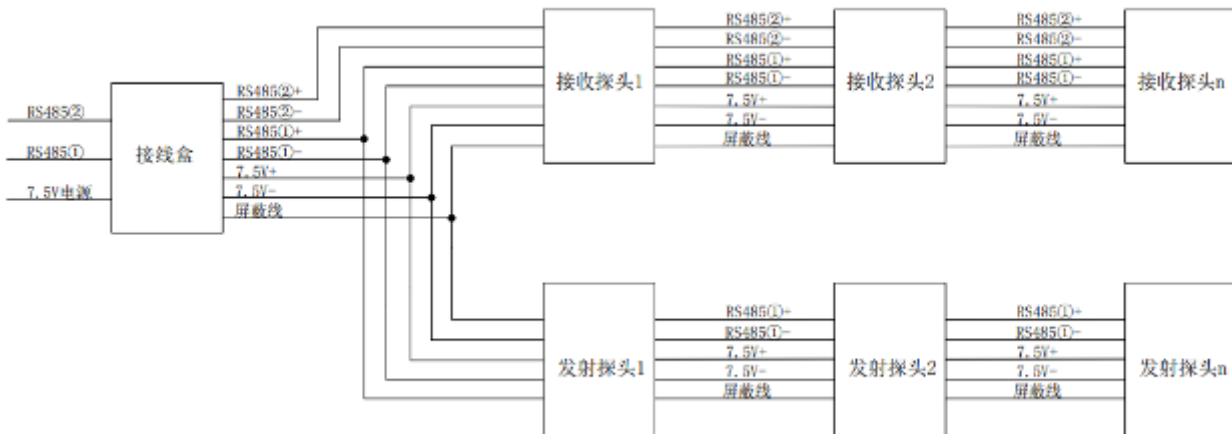 RS485②+
RS485②-
RS485①+
RS485①-
7.5V+
7.5V-
屏蔽线
接收探头1
接收探头2
RS485②+
RS485②-
RS485①+
RS485①-
7.5V+
7.5V-
屏蔽线
接收探头n
RS485②
RS485①
7.5V电源
接线盒
RS485②+
RS485②-
RS485①+
RS485①-
7.5V+
7.5V-
屏蔽线
发射探头1
RS485①+
RS485①-
7.5V+
7.5V-
屏蔽线
发射探头2
RS485①+
RS485①-
7.5V+
7.5V-
屏蔽线
发射探头n